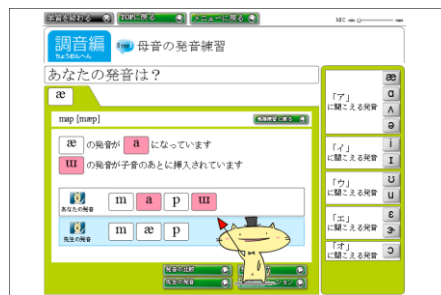 学習を終わる
TOPに戻る
メニューに戻る
調音編
ちょうおんへん
母音の発音練習
あなたの発音は?
æ
map [mæp]
æ の発音が a になっています
ɯ の発音が子音のあとに挿入されています
あなたの発音 m a p ɯ
先生の発音 m æ p
発音の比較
先生の発音
「ア」
に聞こえる発音
æ
ɑ
ʌ
ə
「イ」
に聞こえる発音
i
ɪ
「ウ」
に聞こえる発音
ʊ
u
「エ」
に聞こえる発音
ɛ
ɝ
「オ」
に聞こえる発音
ɔ